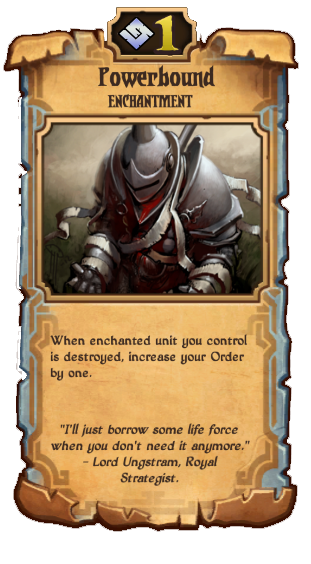 1
Powerbound
ENCHANTMENT
When enchanted unit you control
is destroyed, increase your Order
by one.
"I'll just borrow some life force
when you don't need it anymore."
- Lord Ungstram, Royal
Strategist.